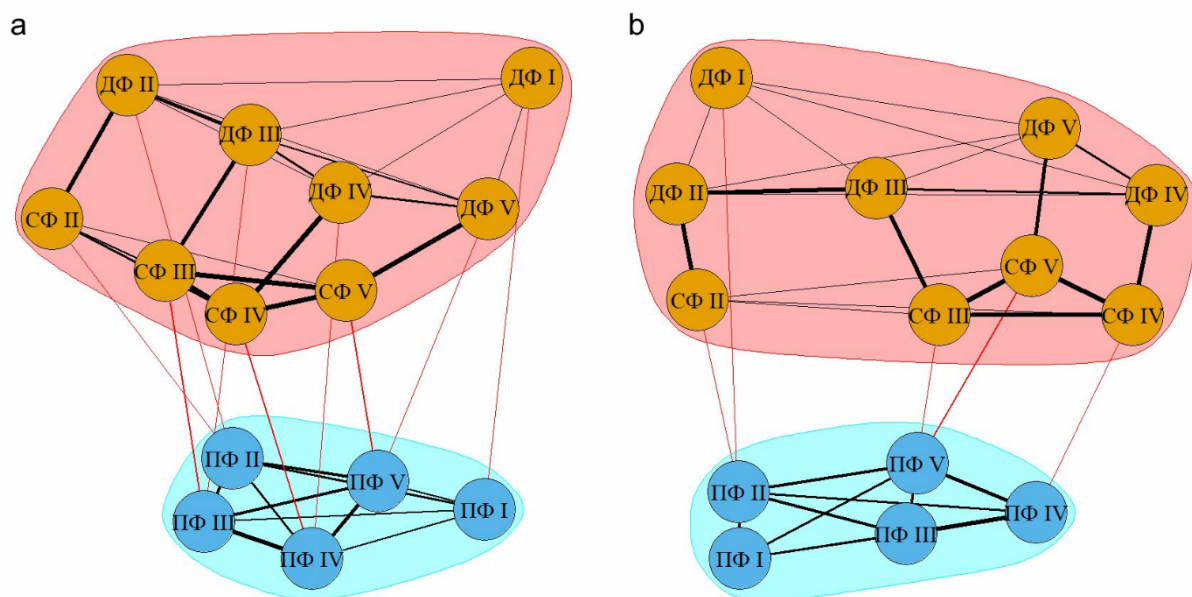 a
ДФ II
ДФ I
ДФ III
ДФ IV
ДФ V
СФ II
СФ III
СФ V
СФ IV
ПФ II
ПФ V
ПФ III
ПФ I
ПФ IV
b
ДФ I
ДФ V
ДФ II
ДФ III
ДФ IV
СФ V
СФ II
СФ III
СФ IV
ПФ V
ПФ II
ПФ IV
ПФ III
ПФ I